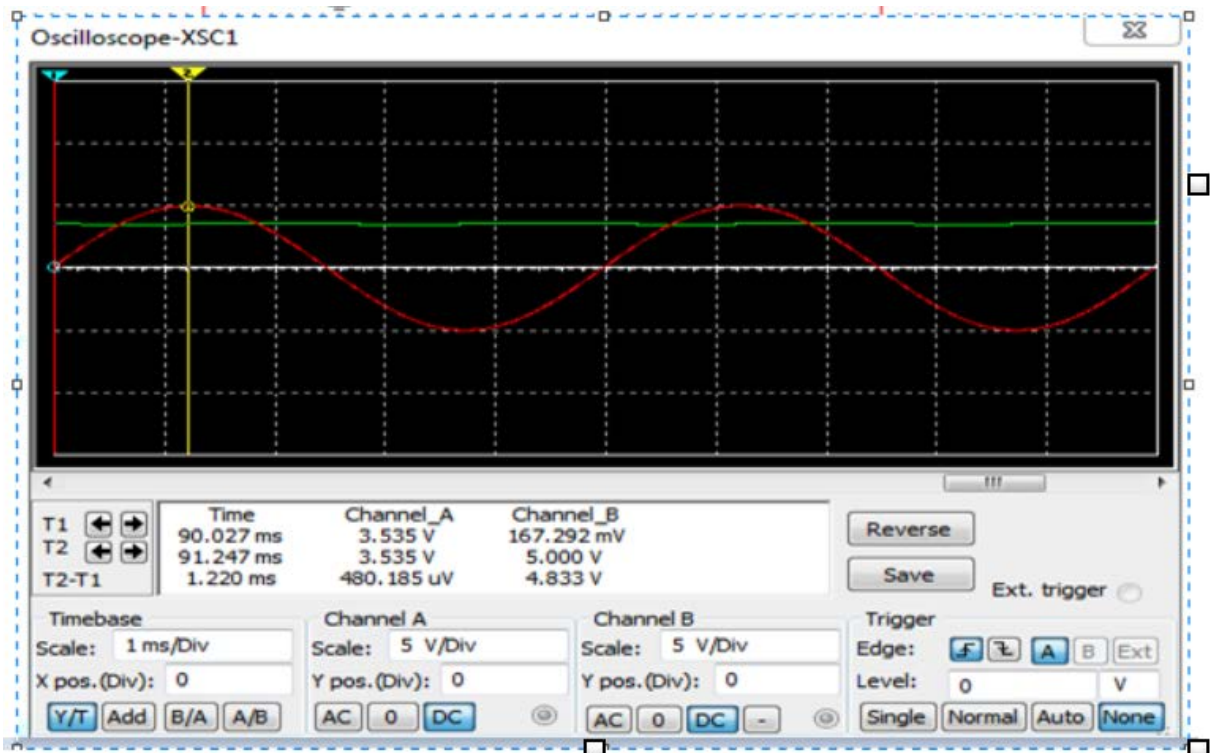 Oscilloscope-XSC1
1 2
T1 Time Channel_A Channel_B
90.027 ms 3.535 V 167.292 mV
T2 91.247 ms 3.535 V 5.000 V
T2-T1 1.220 ms 480.185 uV 4.833 V
Reverse
Save
Ext. trigger
Timebase Channel A Channel B Trigger
Scale: 1 ms/Div Scale: 5 V/Div Scale: 5 V/Div Edge: A B Ext
X pos.(Div): 0 Y pos.(Div): 0 Y pos.(Div): 0 Level: 0 V
Y/T Add B/A A/B AC 0 DC AC 0 DC - Single Normal Auto None